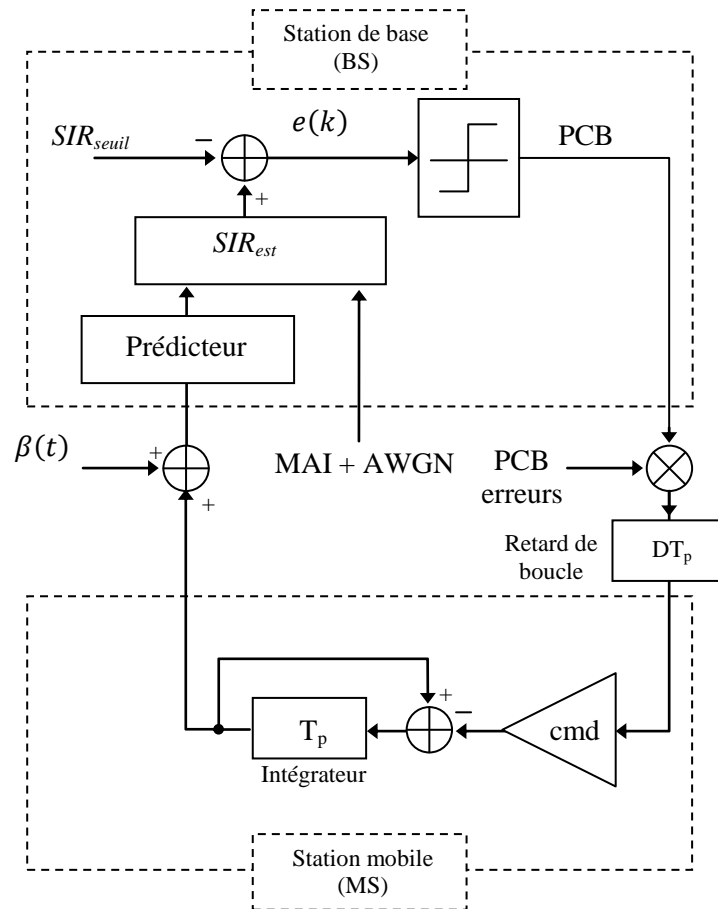 Station de base
(BS)
SIR_seuil
−
e(k)
PCB
+
SIR_est
Prédicteur
β(t)
+
+
MAI + AWGN
PCB
erreurs
Retard de
boucle
DT_p
+
−
cmd
T_p
Intégrateur
Station mobile
(MS)